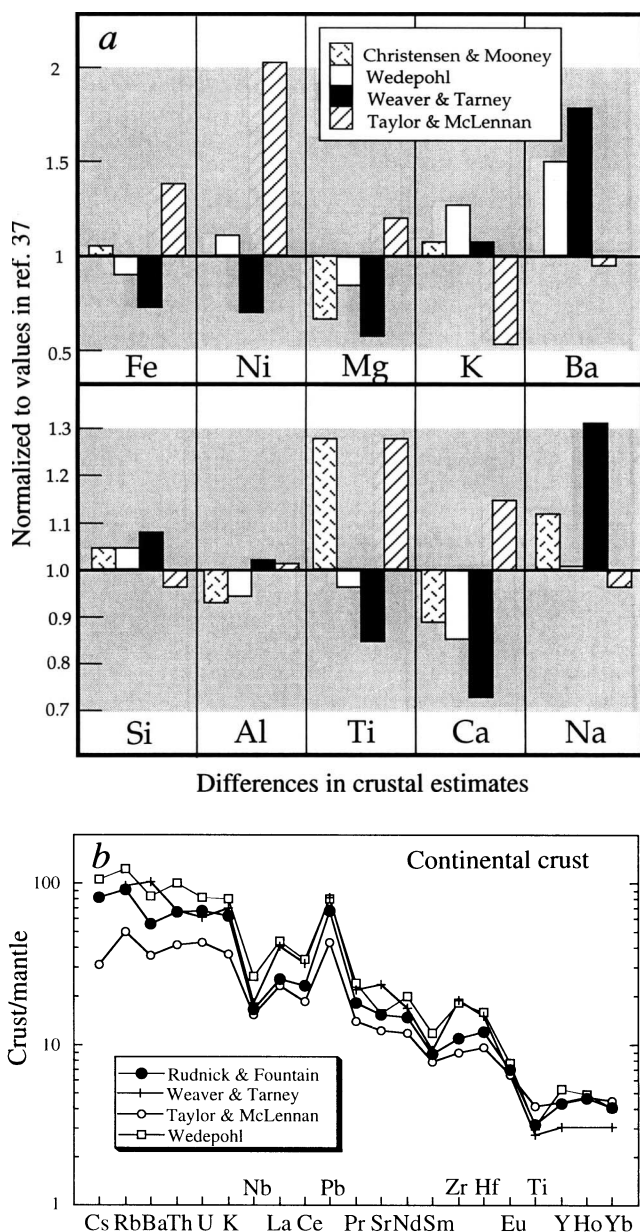 a
Christensen & Mooney
Wedepohl
Weaver & Tarney
Taylor & McLennan
Normalized to values in ref. 37
2
1.5
1
0.5
Fe Ni Mg K Ba
1.3
1.2
1.1
1.0
0.9
0.8
0.7
Si Al Ti Ca Na
Differences in crustal estimates
b
Continental crust
Crust/mantle
100
10
1
Rudnick & Fountain
Weaver & Tarney
Taylor & McLennan
Wedepohl
Nb Pb Zr Hf Ti
Cs Rb Ba Th U K La Ce Pr Sr Nd Sm Eu Y Ho Yb